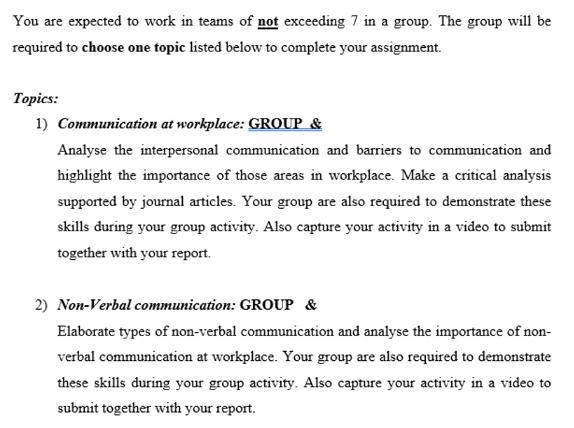 You are expected to work in teams of not exceeding 7 in a group. The group will be
required to choose one topic listed below to complete your assignment.
Topics:
1) Communication at workplace: GROUP &
Analyse the interpersonal communication and barriers to communication and
highlight the importance of those areas in workplace. Make a critical analysis
supported by journal articles. Your group are also required to demonstrate these
skills during your group activity. Also capture your activity in a video to submit
together with your report.
2) Non-Verbal communication: GROUP &
Elaborate types of non-verbal communication and analyse the importance of non-
verbal communication at workplace. Your group are also required to demonstrate
these skills during your group activity. Also capture your activity in a video to
submit together with your report.